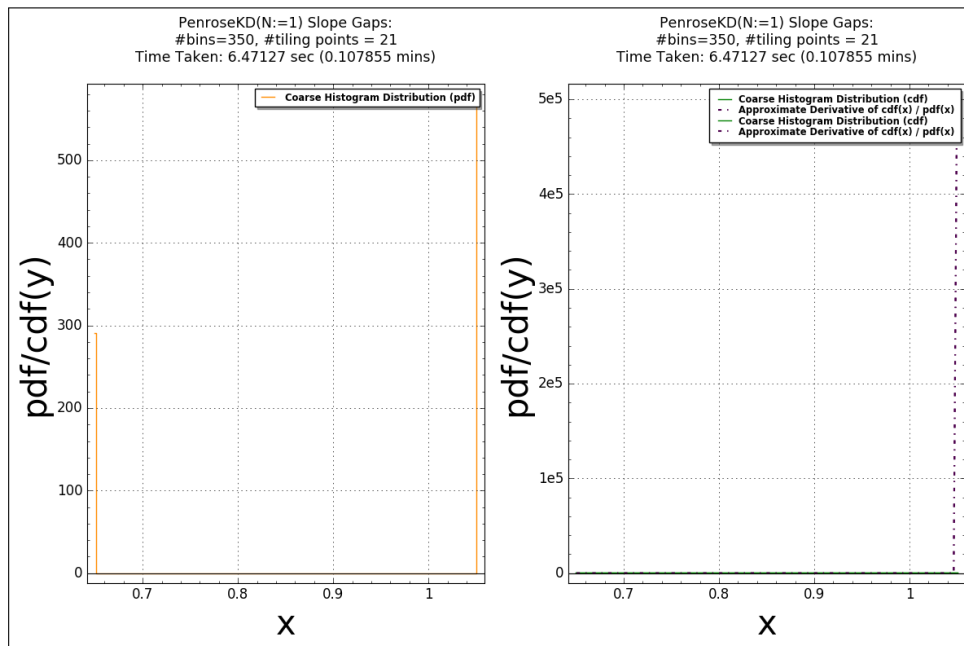 PenroseKD(N:=1) Slope Gaps:
#bins=350, #tiling points = 21
Time Taken: 6.47127 sec (0.107855 mins)
Coarse Histogram Distribution (pdf)
pdf/cdf(y)
500
400
300
200
100
0
0.7
0.8
0.9
1
x
PenroseKD(N:=1) Slope Gaps:
#bins=350, #tiling points = 21
Time Taken: 6.47127 sec (0.107855 mins)
Coarse Histogram Distribution (cdf)
Approximate Derivative of cdf(x) / pdf(x)
Coarse Histogram Distribution (cdf)
Approximate Derivative of cdf(x) / pdf(x)
pdf/cdf(y)
5e5
4e5
3e5
2e5
1e5
0
0.7
0.8
0.9
1
x